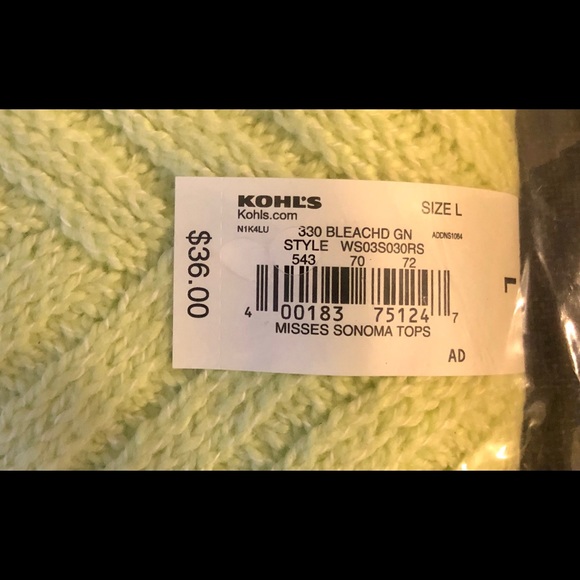 KOHL'S
Kohls.com
SIZE L
N1K4LU 330 BLEACHD GN ADDNS1064
STYLE WS03S030RS
543 70 72
4 00183 75124 7
MISSES SONOMA TOPS
AD
$36.00
L